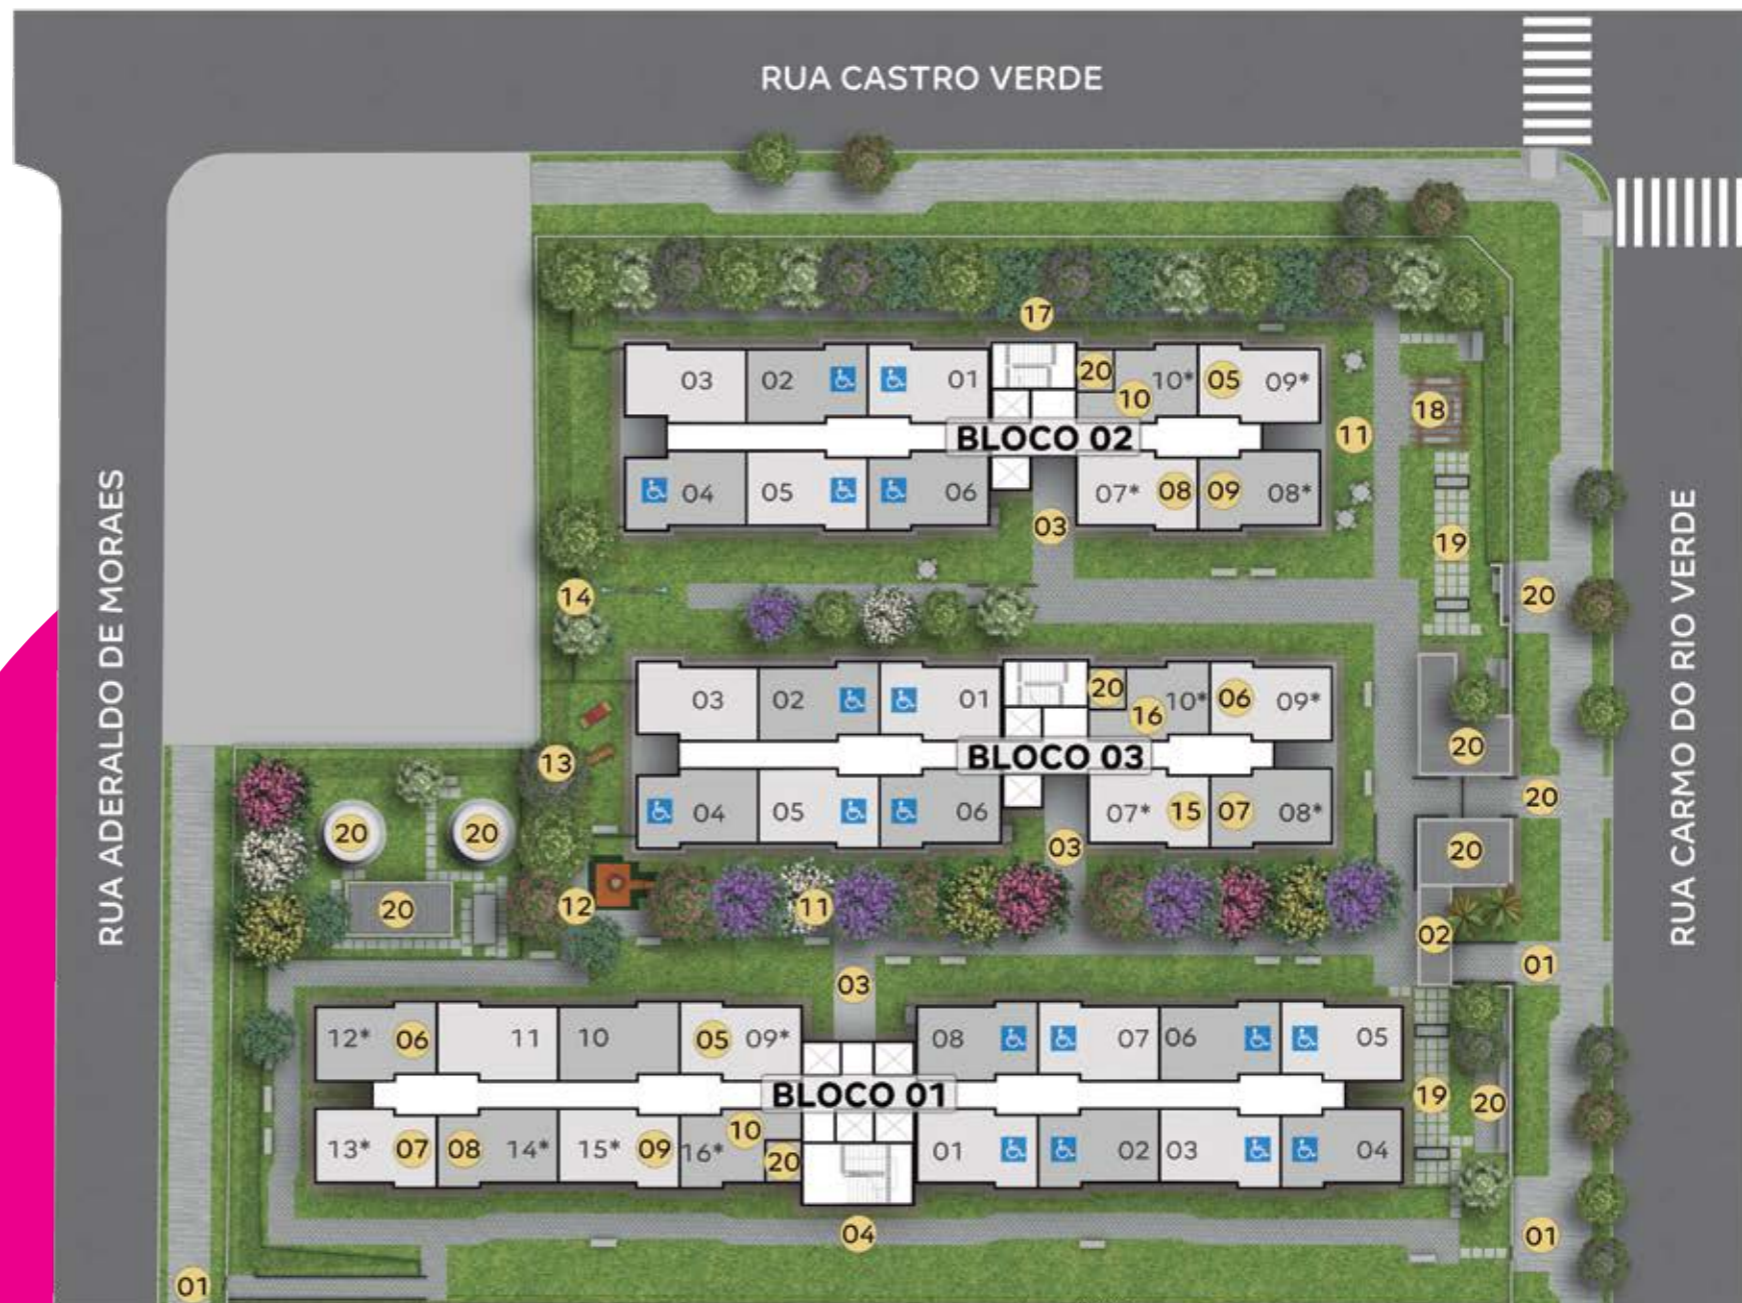 RUA CASTRO VERDE
RUA ADERALDO DE MORAES
RUA CARMO DO RIO VERDE
17
03 02 01 20 10 10* 05 09*
18
11
BLOCO 02
04 05 06 07* 08 09 08*
03
19
14
20
03 02 01 20 16 10* 06 09*
20
13
BLOCO 03
20
04 05 06 07* 15 07 08*
20 20
03
20
12
11
20
02
01
03
12* 06 11 10 05 09* 08 07 06 05
BLOCO 01
19
20
13* 07 08 14* 15* 09 16* 10 20 01 02 03 04
04
01
01